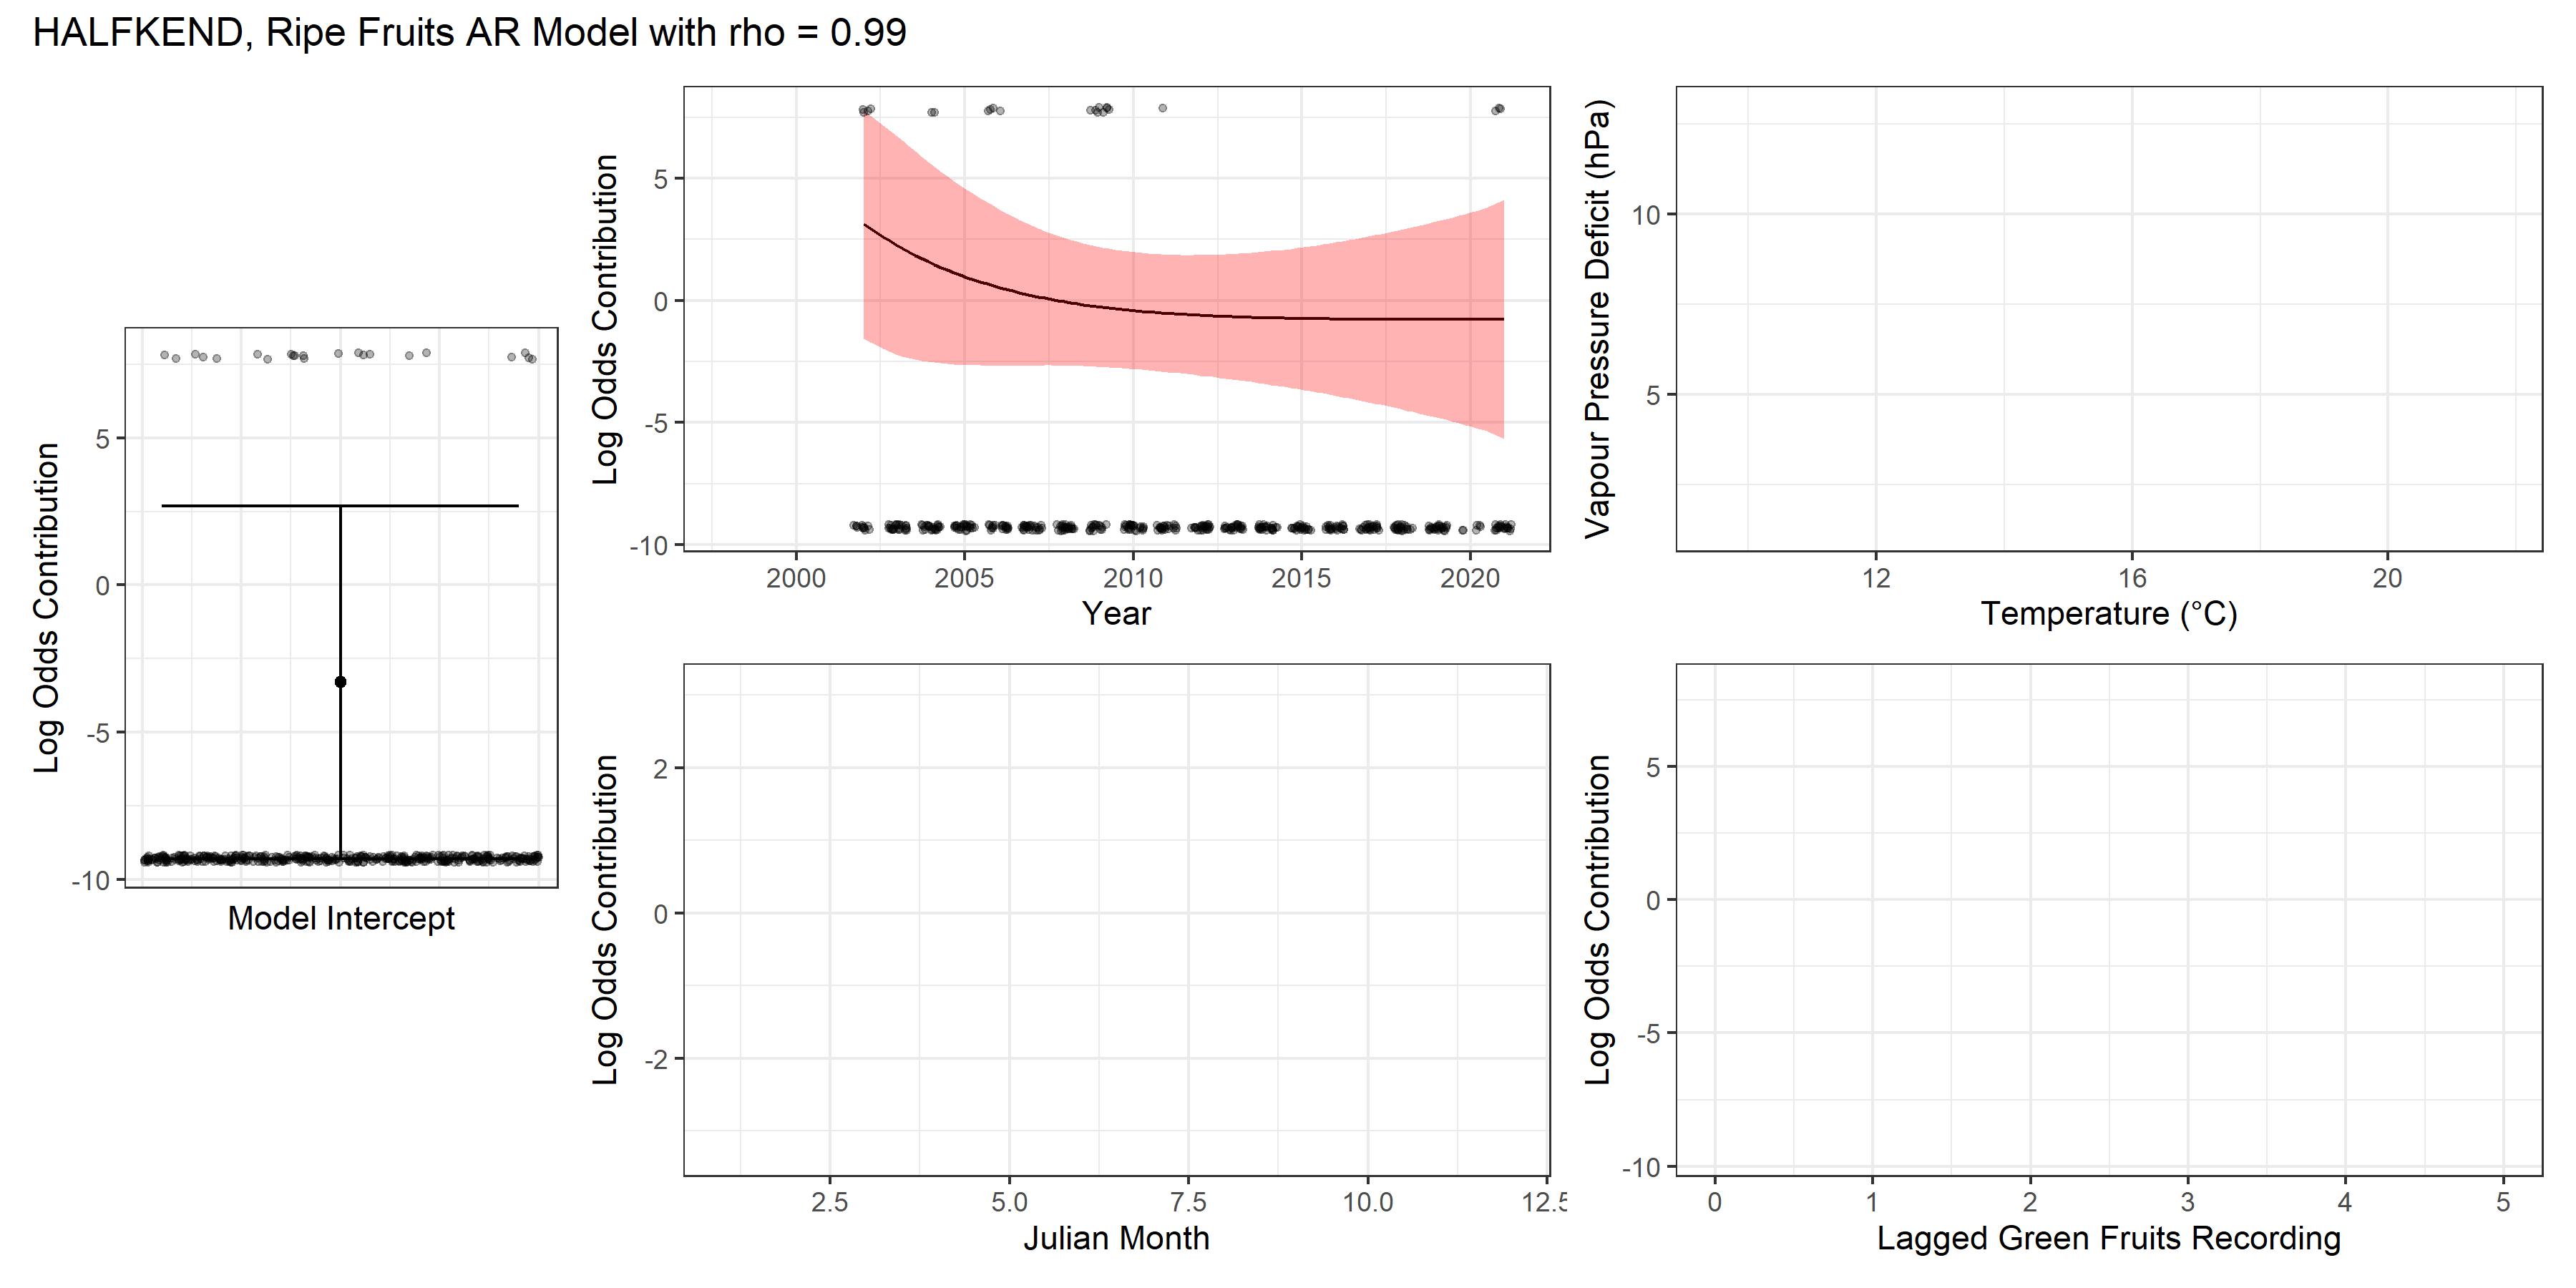 HALFKEND, Ripe Fruits AR Model with rho = 0.99
Log Odds Contribution
5
0
-5
-10
Model Intercept
Log Odds Contribution
5
0
-5
-10
2000 2005 2010 2015 2020
Year
Vapour Pressure Deficit (hPa)
10
5
12 16 20
Temperature (°C)
Log Odds Contribution
2
0
-2
2.5 5.0 7.5 10.0 12.5
Julian Month
Log Odds Contribution
5
0
-5
-10
0 1 2 3 4 5
Lagged Green Fruits Recording